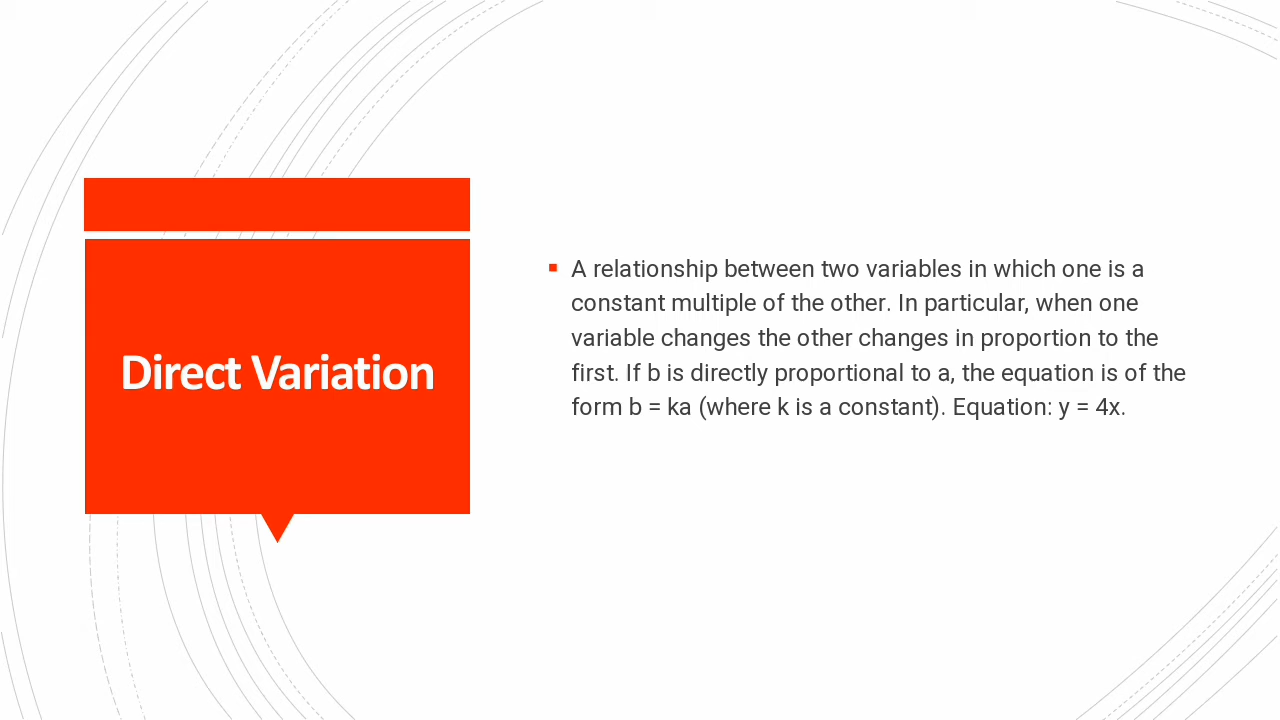 Direct Variation
A relationship between two variables in which one is a
constant multiple of the other. In particular, when one
variable changes the other changes in proportion to the
first. If b is directly proportional to a, the equation is of the
form b = ka (where k is a constant). Equation: y = 4x.